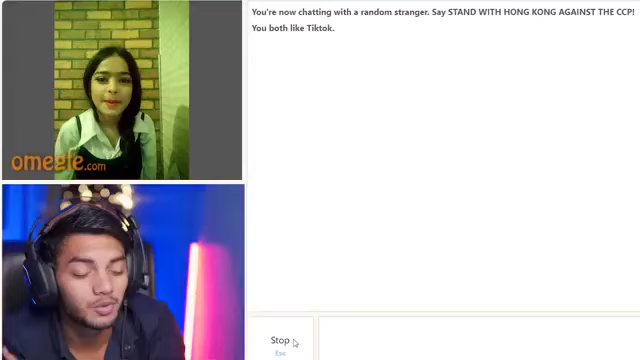 You're now chatting with a random stranger. Say STAND WITH HONG KONG AGAINST THE CCP!
You both like Tiktok.
omegle.com
Stop
Esc